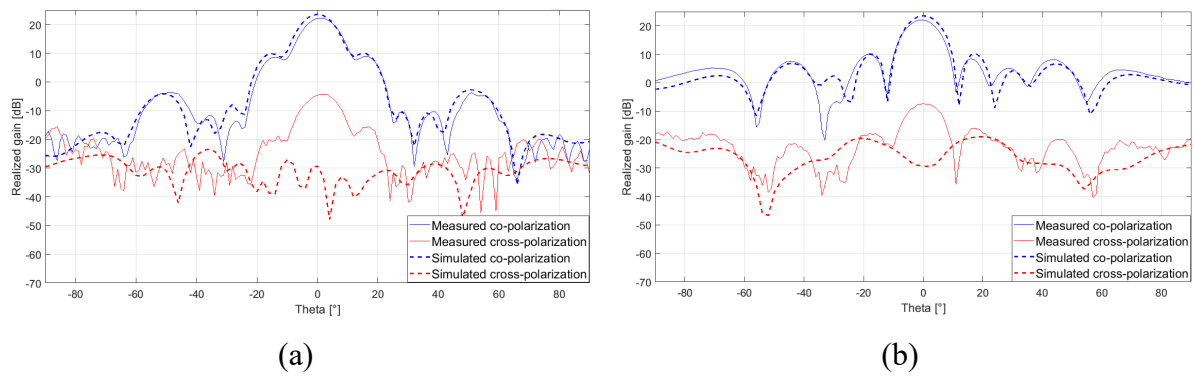 20
10
0
-10
-20
-30
-40
-50
-60
-70
Realized gain [dB]
-80 -60 -40 -20 0 20 40 60 80
Theta [°]
Measured co-polarization
Measured cross-polarization
Simulated co-polarization
Simulated cross-polarization
(a)
20
10
0
-10
-20
-30
-40
-50
-60
-70
Realized gain [dB]
-80 -60 -40 -20 0 20 40 60 80
Theta [°]
Measured co-polarization
Measured cross-polarization
Simulated co-polarization
Simulated cross-polarization
(b)